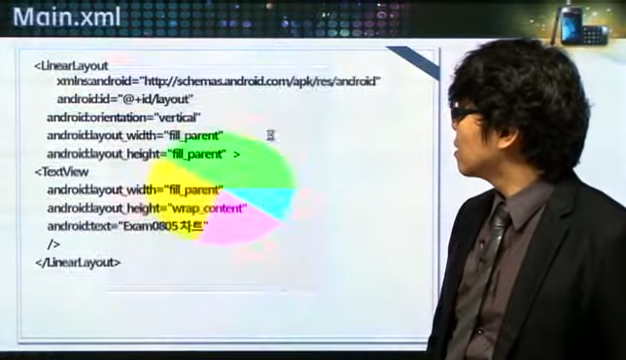 Main.xml
<LinearLayout
xmlns:android="http://schemas.android.com/apk/res/android"
android:id="@+id/layout"
android:orientation="vertical"
android:layout_width="fill_parent"
android:layout_height="fill_parent" >
<TextView
android:layout_width="fill_parent"
android:layout_height="wrap_content"
android:text="Exam0805 차트"
/>
</LinearLayout>